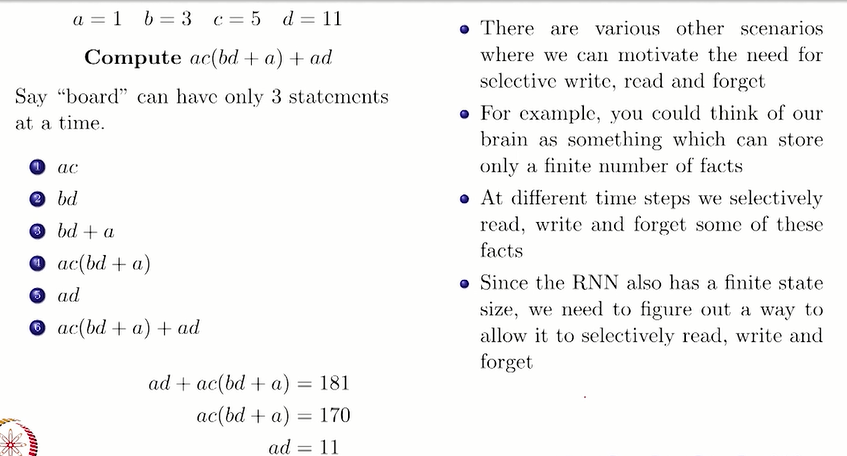 a = 1 b = 3 c = 5 d = 11
Compute ac(bd + a) + ad
Say “board” can have only 3 statements
at a time.
1 ac
2 bd
3 bd + a
4 ac(bd + a)
5 ad
6 ac(bd + a) + ad
ad + ac(bd + a) = 181
ac(bd + a) = 170
ad = 11
• There are various other scenarios
where we can motivate the need for
selective write, read and forget
• For example, you could think of our
brain as something which can store
only a finite number of facts
• At different time steps we selectively
read, write and forget some of these
facts
• Since the RNN also has a finite state
size, we need to figure out a way to
allow it to selectively read, write and
forget